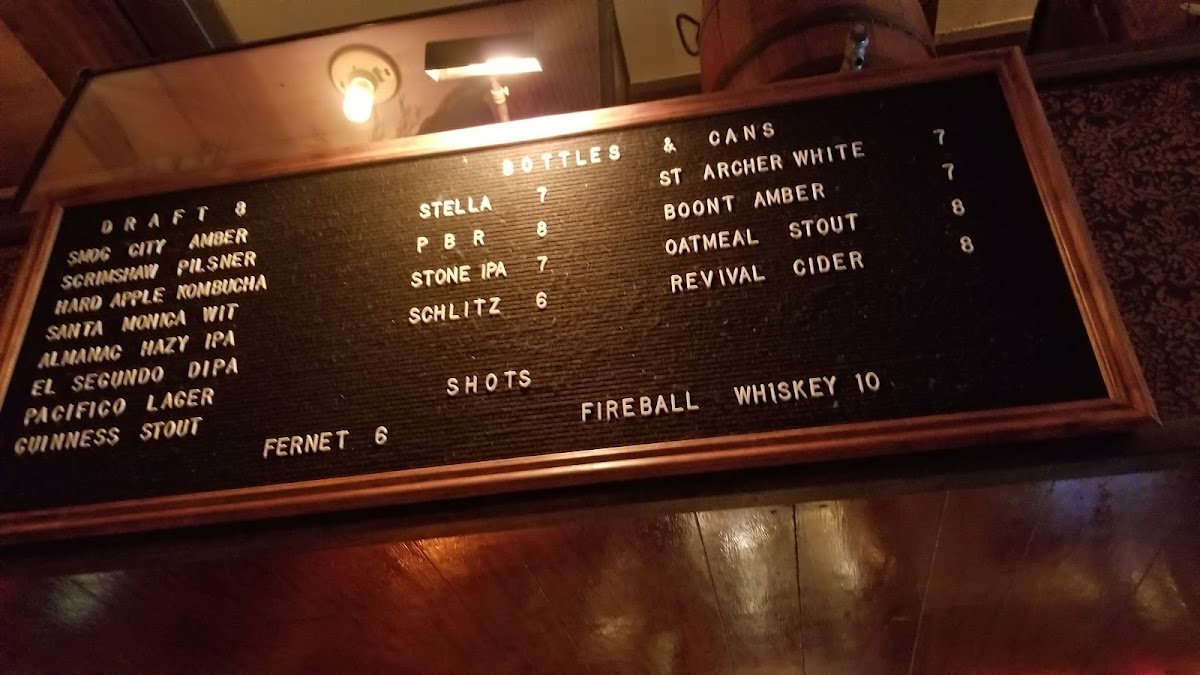 DRAFT 8
SMOG CITY AMBER
SCRIMSHAW PILSNER
HARD APPLE KOMBUCHA
SANTA MONICA WIT
ALMANAC HAZY IPA
EL SEGUNDO DIPA
PACIFICO LAGER
GUINNESS STOUT
BOTTLES & CANS
STELLA 7
PBR 8
STONE IPA 7
SCHLITZ 6
ST ARCHER WHITE 7
BOONT AMBER 7
OATMEAL STOUT 8
REVIVAL CIDER 8
SHOTS
FERNET 6
FIREBALL WHISKEY 10